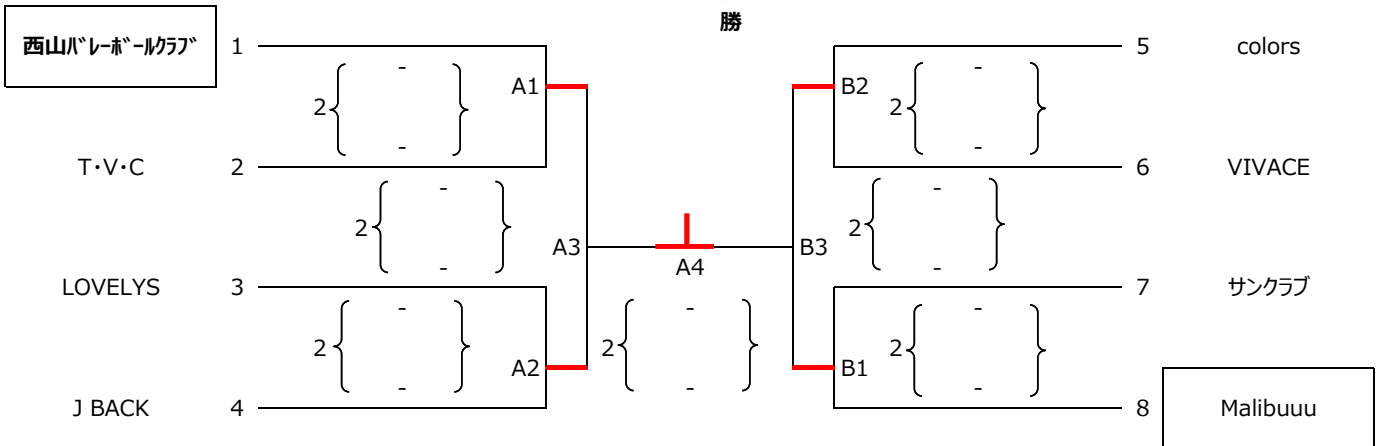 勝
西山ﾊﾞﾚｰﾎﾞｰﾙｸﾗﾌﾞ 1 5 colors
- -
A1 B2
2 2
- -
T・V・C 2 6 VIVACE
- -
2 2
A3 B3
A4
- -
LOVELYS 3 7 サンクラブ
- - -
2 2 2
A2 B1
- - -
J BACK 4 8 Malibuuu